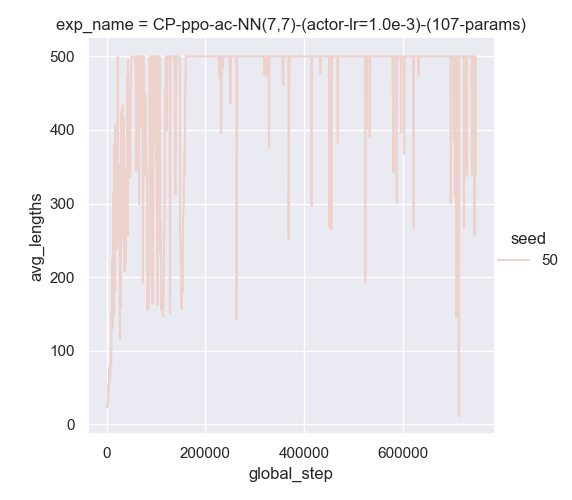 exp_name = CP-ppo-ac-NN(7,7)-(actor-lr=1.0e-3)-(107-params)
500
400
300
200
100
0
avg_lengths
0 200000 400000 600000
global_step
seed
50